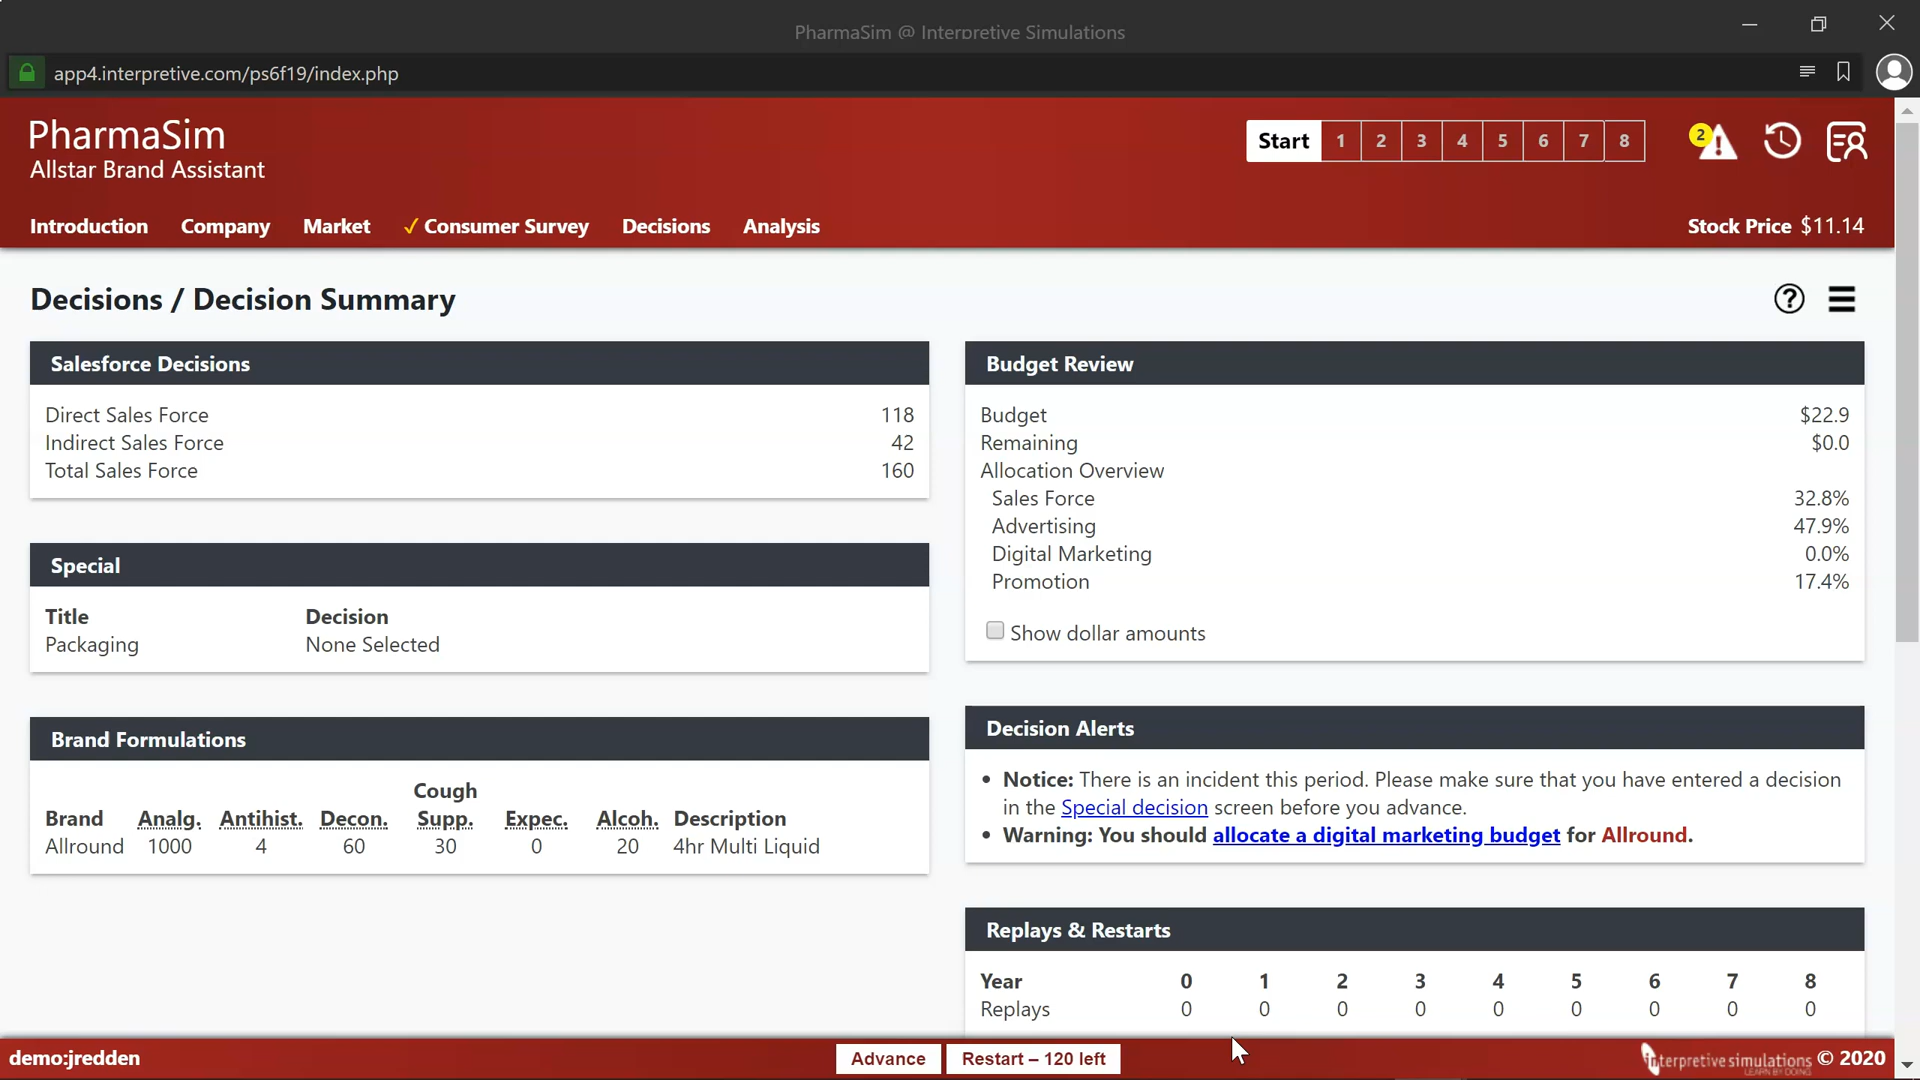 PharmaSim @ Interpretive Simulations
app4.interpretive.com/ps6f19/index.php
PharmaSim
Allstar Brand Assistant
Start 1 2 3 4 5 6 7 8
2
Introduction Company Market ✓ Consumer Survey Decisions Analysis
Stock Price $11.14
Decisions / Decision Summary
Salesforce Decisions
Direct Sales Force 118
Indirect Sales Force 42
Total Sales Force 160
Special
Title Decision
Packaging None Selected
Brand Formulations
Cough
Brand Analg. Antihist. Decon. Supp. Expec. Alcoh. Description
Allround 1000 4 60 30 0 20 4hr Multi Liquid
Budget Review
Budget $22.9
Remaining $0.0
Allocation Overview
Sales Force 32.8%
Advertising 47.9%
Digital Marketing 0.0%
Promotion 17.4%
Show dollar amounts
Decision Alerts
• Notice: There is an incident this period. Please make sure that you have entered a decision
in the Special decision screen before you advance.
• Warning: You should allocate a digital marketing budget for Allround.
Replays & Restarts
Year 0 1 2 3 4 5 6 7 8
Replays 0 0 0 0 0 0 0 0 0
demo:jredden
Advance Restart – 120 left
interpretive simulations © 2020
LEARN BY DOING